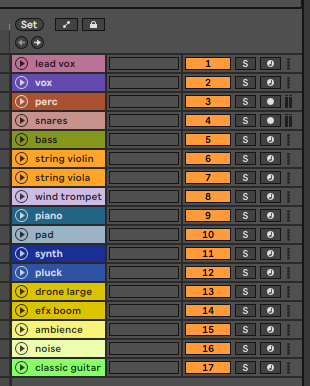 Set
lead vox 1 S
vox 2 S
perc 3 S
snares 4 S
bass 5 S
string violin 6 S
string viola 7 S
wind trompet 8 S
piano 9 S
pad 10 S
synth 11 S
pluck 12 S
drone large 13 S
efx boom 14 S
ambience 15 S
noise 16 S
classic guitar 17 S